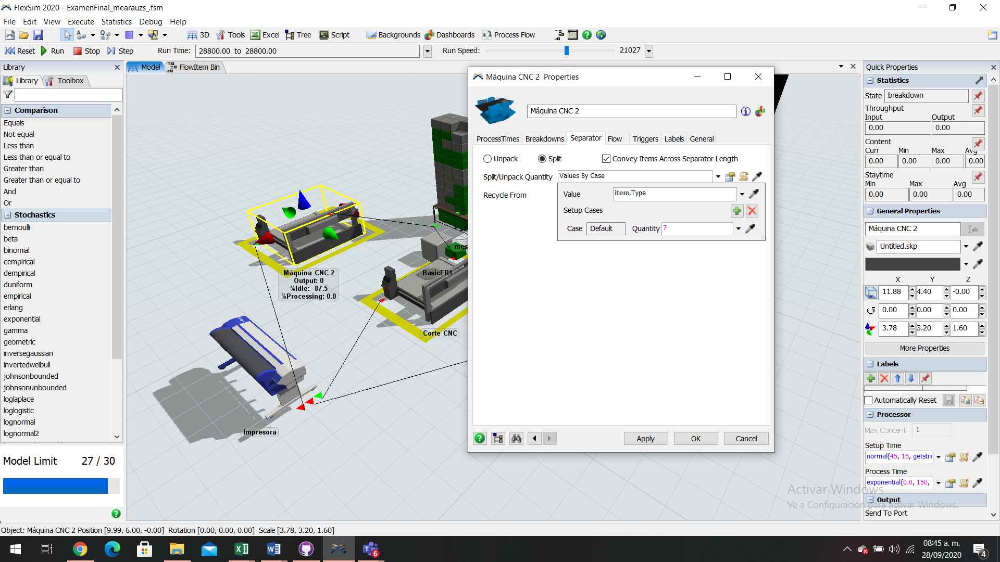 FlexSim 2020 - ExamenFinal_mearauzs_.fsm
File Edit View Execute Statistics Debug Help
3D Tools Excel Tree Script Backgrounds Dashboards Process Flow
Reset Run Stop Step Run Time: 28800.00 to 28800.00 Run Speed: 21027
Library
Library Toolbox
Comparison
Equals
Not equal
Less than
Less than or equal to
Greater than
Greater than or equal to
And
Or
Stochastics
bernoulli
beta
binomial
cempirical
dempirical
duniform
empirical
erlang
exponential
gamma
geometric
inversegaussian
invertedweibull
johnsonbounded
johnsonunbounded
loglaplace
loglogistic
lognormal
lognormal2
Model Limit 27 / 30
Model FlowItem Bin
Máquina CNC 2
Output: 0
%Idle: 87.5
%Processing: 0.0
mes
BasicFR1
Corte CNC
Impresora
Máquina CNC 2 Properties
Máquina CNC 2
ProcessTimes Breakdowns Separator Flow Triggers Labels General
Unpack Split Convey Items Across Separator Length
Split/Unpack Quantity Values By Case
Recycle From
Value item.Type
Setup Cases
Case Default Quantity 7
Apply OK Cancel
Quick Properties
Statistics
State breakdown
Throughput
Input Output
0.00 0.00
Content
Curr Min Max Avg
0.00 0.00 0.00 0.00
Staytime
Min Max Avg
0.00 0.00 0.00
General Properties
Máquina CNC 2
Untitled.skp
X Y Z
11.88 4.40 -0.00
0.00 0.00 0.00
3.78 3.20 1.60
More Properties
Labels
Automatically Reset
Processor
Max Content 1
Setup Time
normal(45, 15, getstre
Process Time
exponential(0.0, 150,
Output
Send To Port
Activar Windows
Ve a Configuración para activar Windows.
Object: Máquina CNC 2 Position [9.99, 6.00, -0.00] Rotation [0.00, 0.00, 0.00] Scale [3.78, 3.20, 1.60]
6
08:45 a. m.
28/09/2020
4